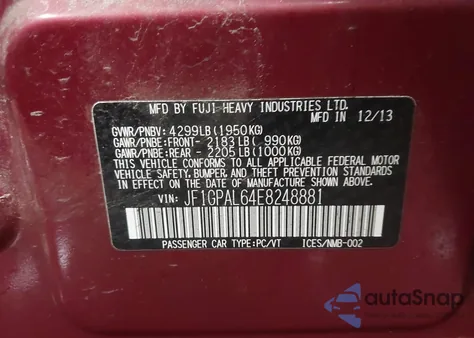 MFD BY FUJI HEAVY INDUSTRIES LTD.
MFD IN 12/13
GVWR/PNBV: 4299LB(1950KG)
GAWR/PNBE:FRONT- 2183LB( 990KG)
GAWR/PNBE:REAR - 2205LB(1000KG)
THIS VEHICLE CONFORMS TO ALL APPLICABLE FEDERAL MOTOR
VEHICLE SAFETY, BUMPER, AND THEFT PREVENTION STANDARDS
IN EFFECT ON THE DATE OF MANUFACTURE SHOWN ABOVE.
VIN: JF1GPAL64E8248881
PASSENGER CAR TYPE:PC/VT ICES/NMB-002
autoSnap
Powered by AutoBidMaster